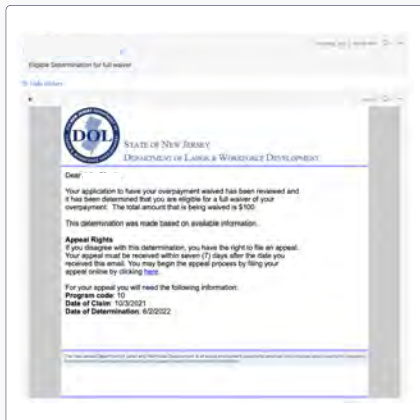 Eligible Determination for full waiver
DOL
STATE OF NEW JERSEY
DEPARTMENT OF LABOR & WORKFORCE DEVELOPMENT
Dear
Your application to have your overpayment waived has been reviewed and
it has been determined that you are eligible for a full waiver of your
overpayment. The total amount that is being waived is $100
This determination was made based on available information.
Appeal Rights
If you disagree with this determination, you have the right to file an appeal.
Your appeal must be received within seven (7) days after the date you
received this email. You may begin the appeal process by filing your
appeal online by clicking here.
For your appeal you will need the following information:
Program code: 10
Date of Claim: 10/3/2021
Date of Determination: 6/2/2022